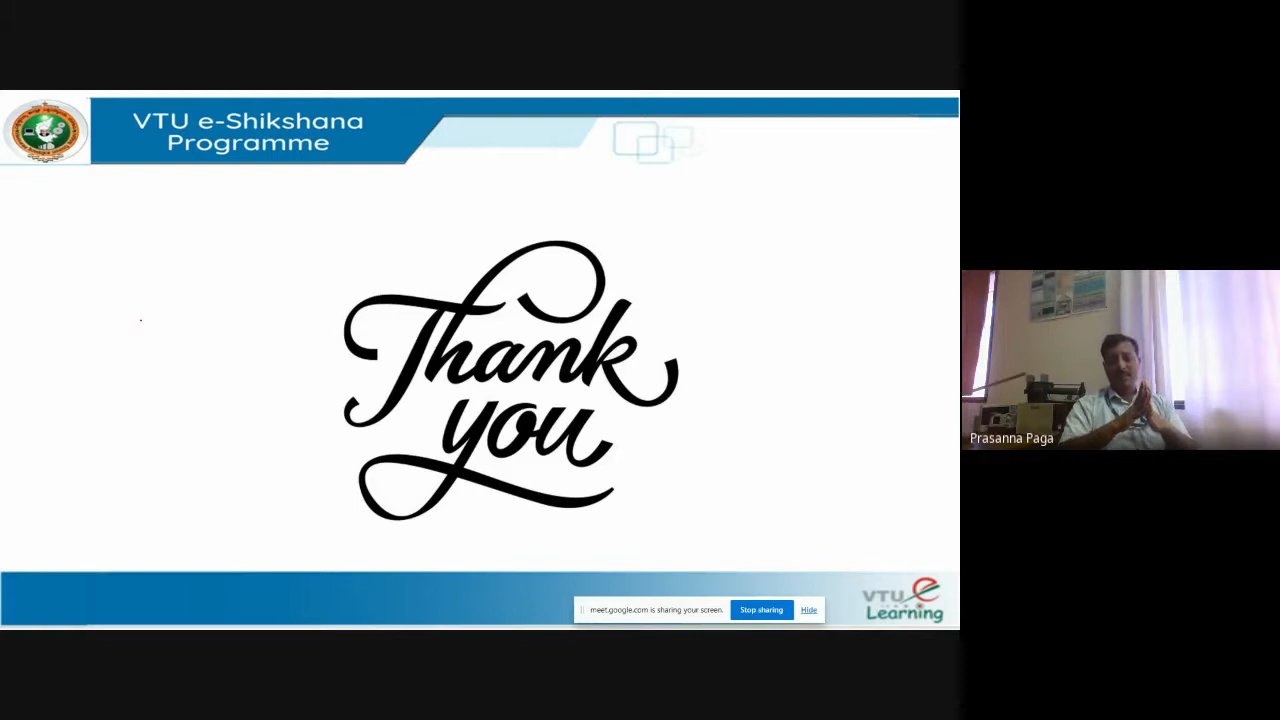 VTU e-Shikshana
Programme
Thank
you
Prasanna Paga
meet.google.com is sharing your screen.
Stop sharing
Hide
VTU e
Learning